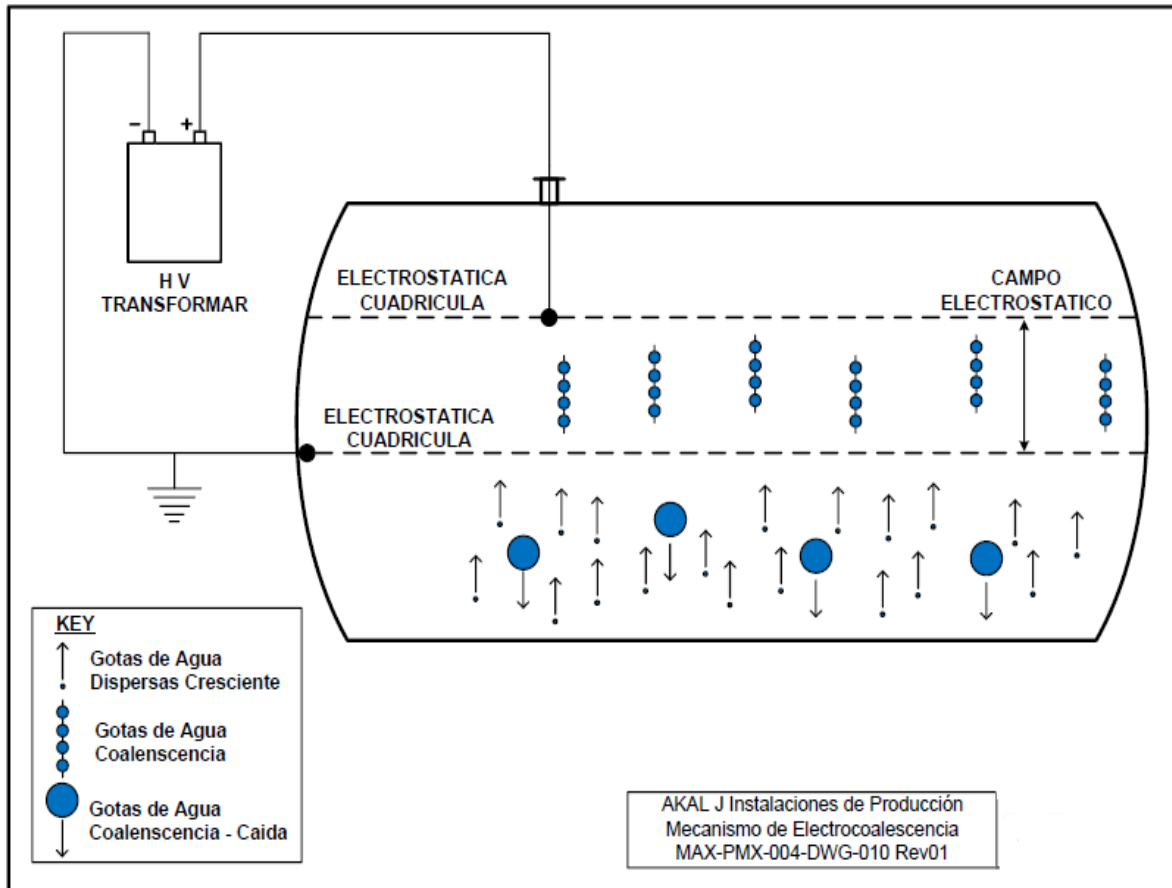 −
+
H V
TRANSFORMAR
ELECTROSTATICA
CUADRICULA
CAMPO
ELECTROSTATICO
ELECTROSTATICA
CUADRICULA
KEY
Gotas de Agua
Dispersas Cresciente
Gotas de Agua
Coalenscencia
Gotas de Agua
Coalenscencia - Caida
AKAL J Instalaciones de Producción
Mecanismo de Electrocoalescencia
MAX-PMX-004-DWG-010 Rev01